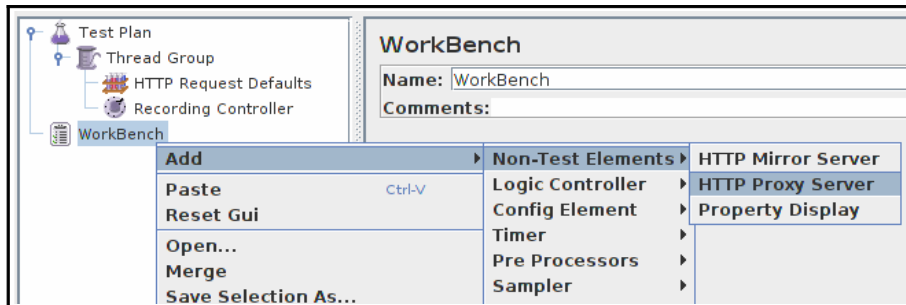 Test Plan
Thread Group
HTTP Request Defaults
Recording Controller
WorkBench
WorkBench
Name: WorkBench
Comments:
Add
Paste Ctrl-V
Reset Gui
Open...
Merge
Save Selection As...
Non-Test Elements
Logic Controller
Config Element
Timer
Pre Processors
Sampler
HTTP Mirror Server
HTTP Proxy Server
Property Display